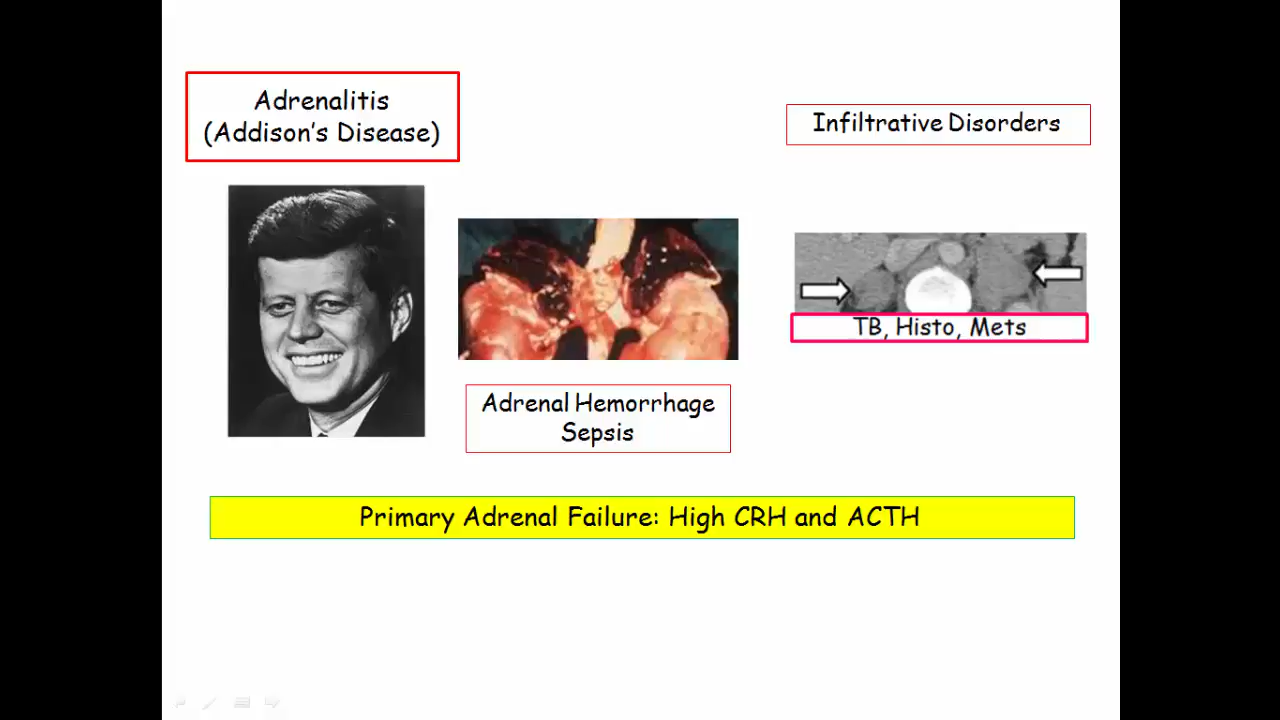 Adrenalitis
(Addison's Disease)
Infiltrative Disorders
TB, Histo, Mets
Adrenal Hemorrhage
Sepsis
Primary Adrenal Failure: High CRH and ACTH